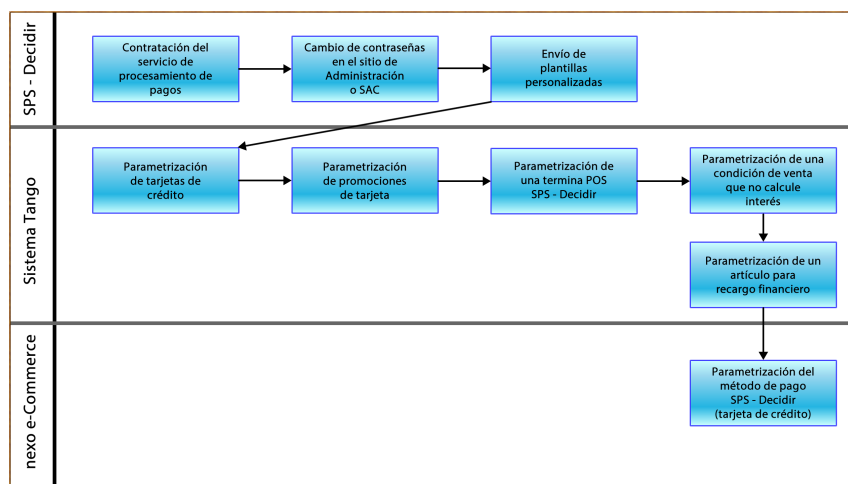 SPS - Decidir
Contratación del
servicio de
procesamiento de
pagos
Cambio de contraseñas
en el sitio de
Administración
o SAC
Envío de
plantillas
personalizadas
Sistema Tango
Parametrización
de tarjetas de
crédito
Parametrización
de promociones
de tarjeta
Parametrización de
una termina POS
SPS - Decidir
Parametrización de una
condición de venta
que no calcule
interés
Parametrización de un
artículo para
recargo financiero
nexo e-Commerce
Parametrización del
método de pago
SPS - Decidir
(tarjeta de crédito)